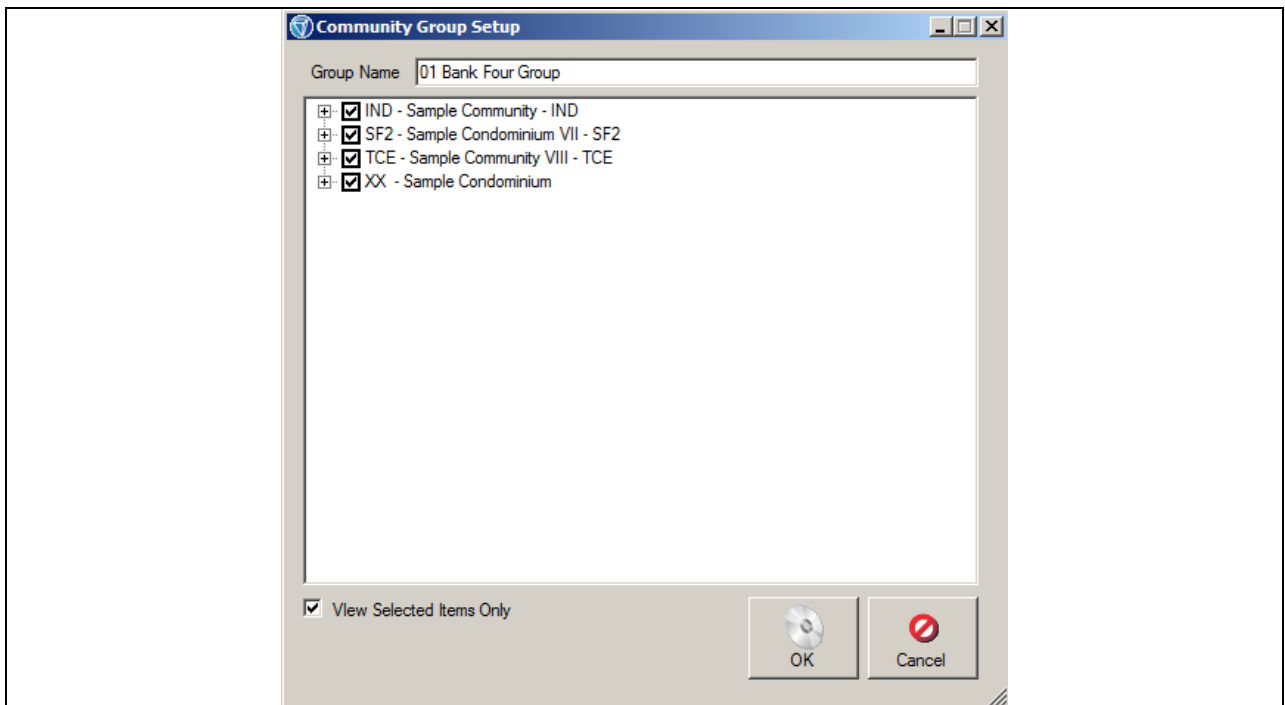 Community Group Setup
Group Name 01 Bank Four Group
IND - Sample Community - IND
SF2 - Sample Condominium VII - SF2
TCE - Sample Community VIII - TCE
XX - Sample Condominium
VIew Selected Items Only
OK
Cancel